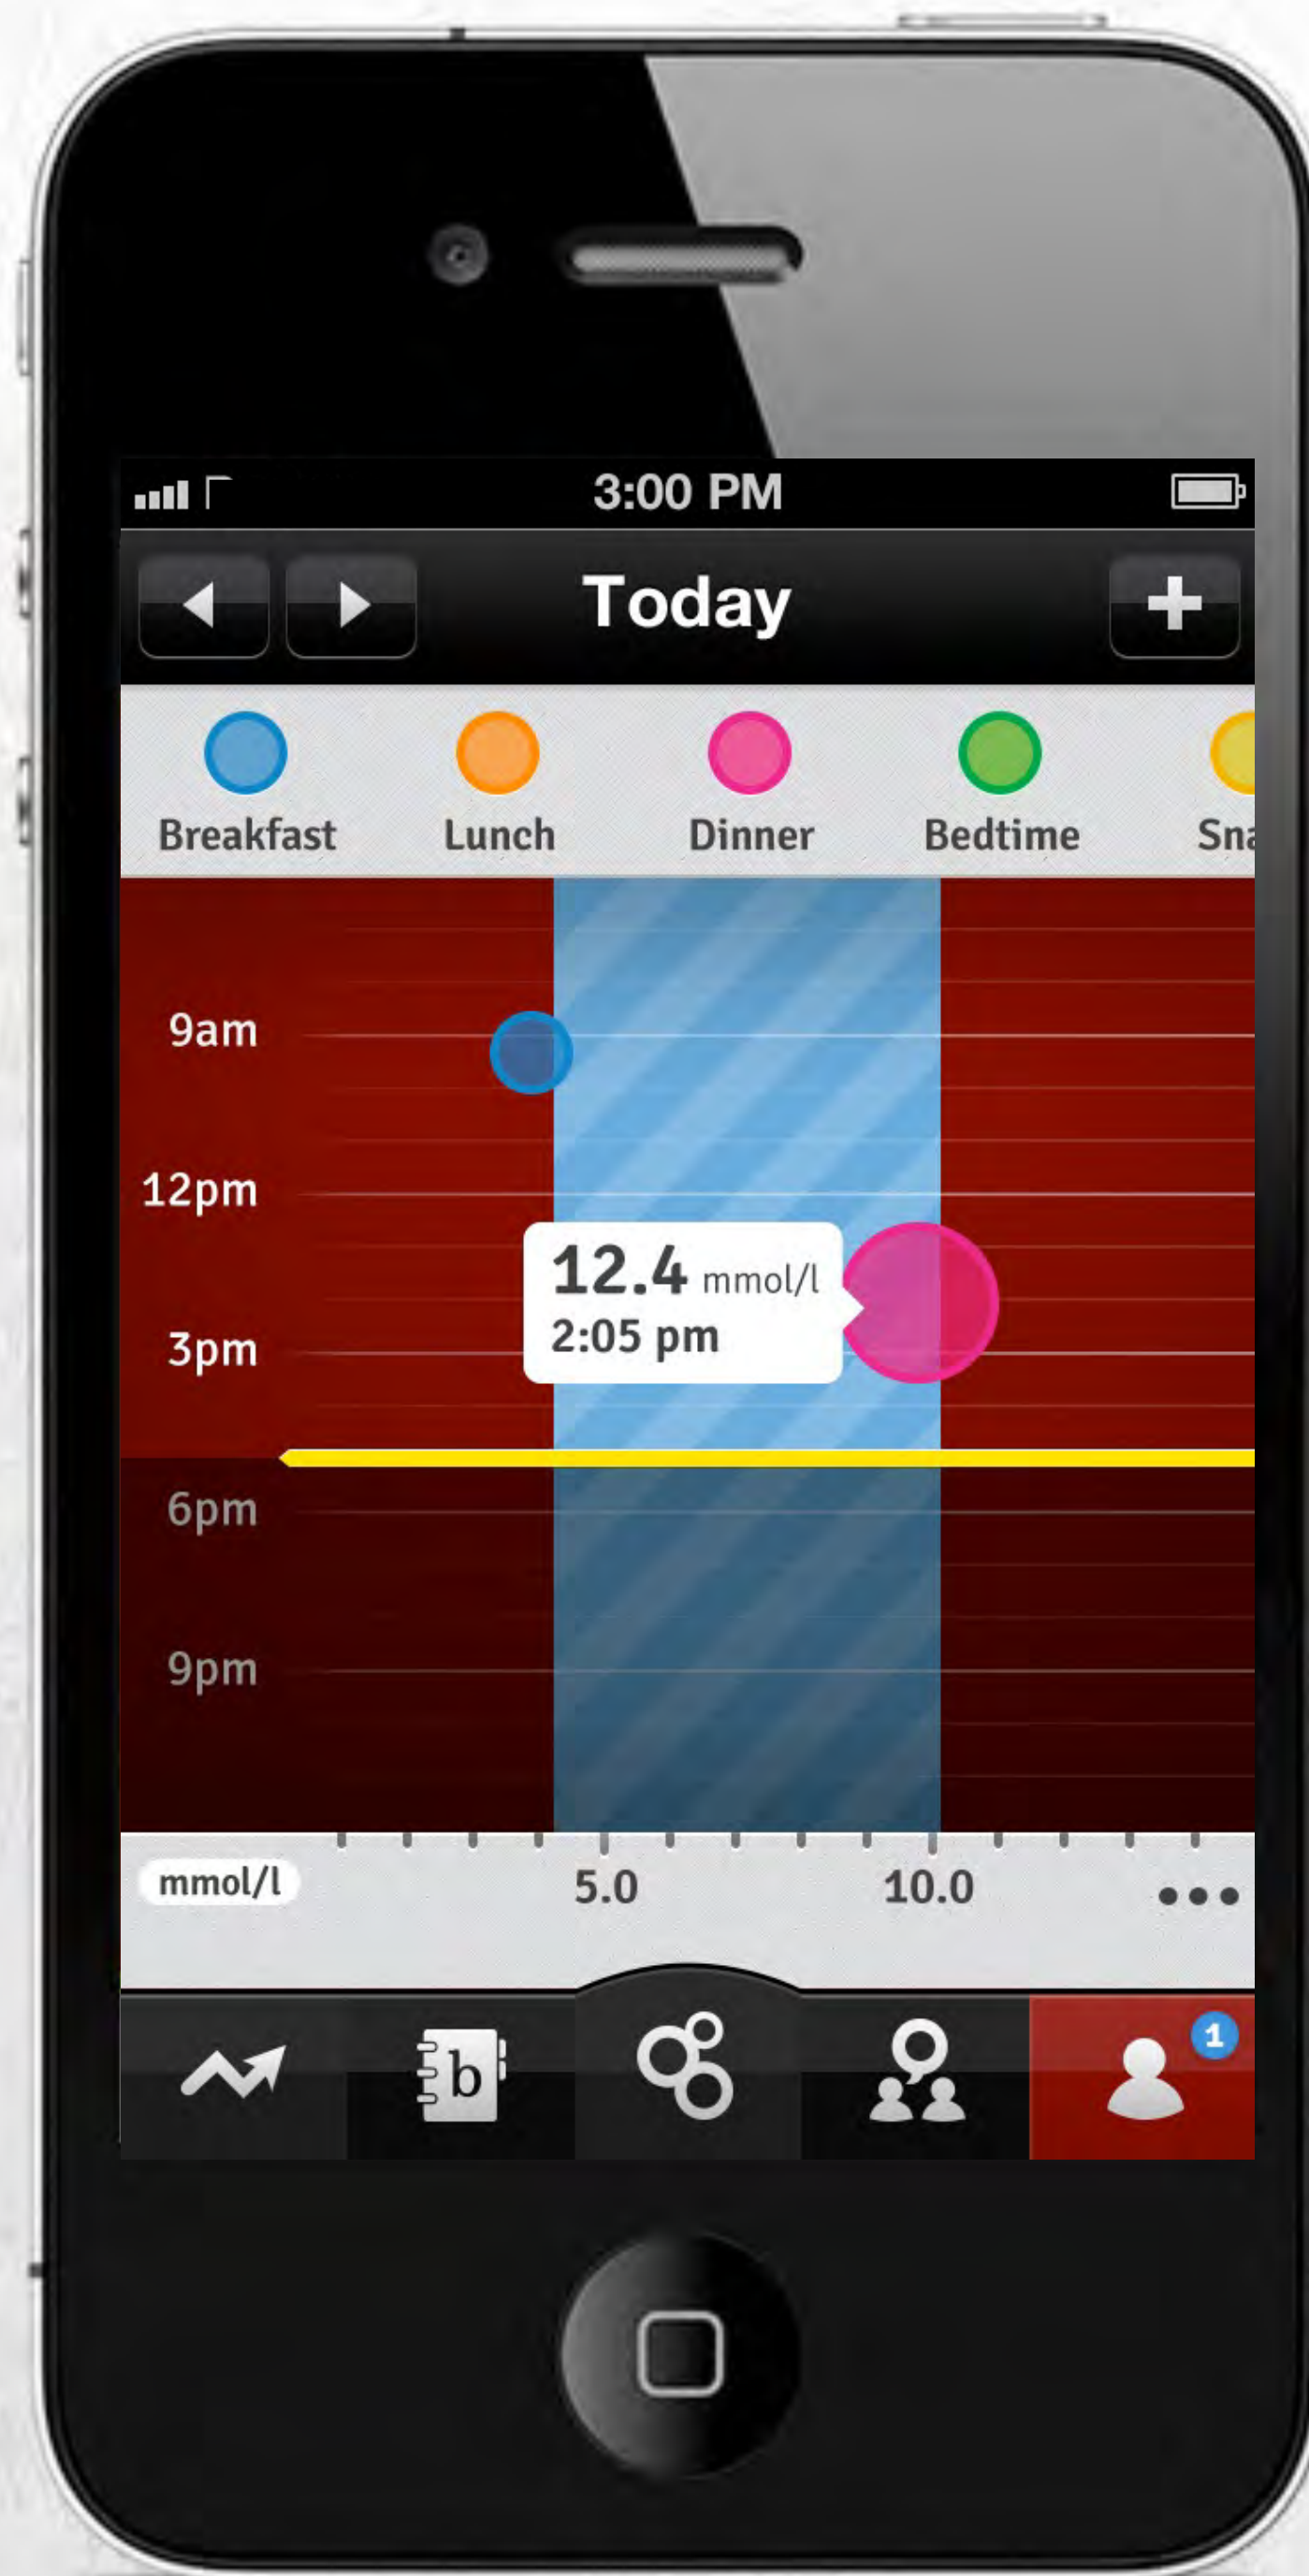 3:00 PM
Today
Breakfast Lunch Dinner Bedtime Sna
9am
12pm
12.4 mmol/l
2:05 pm
3pm
6pm
9pm
mmol/l 5.0 10.0
b
1